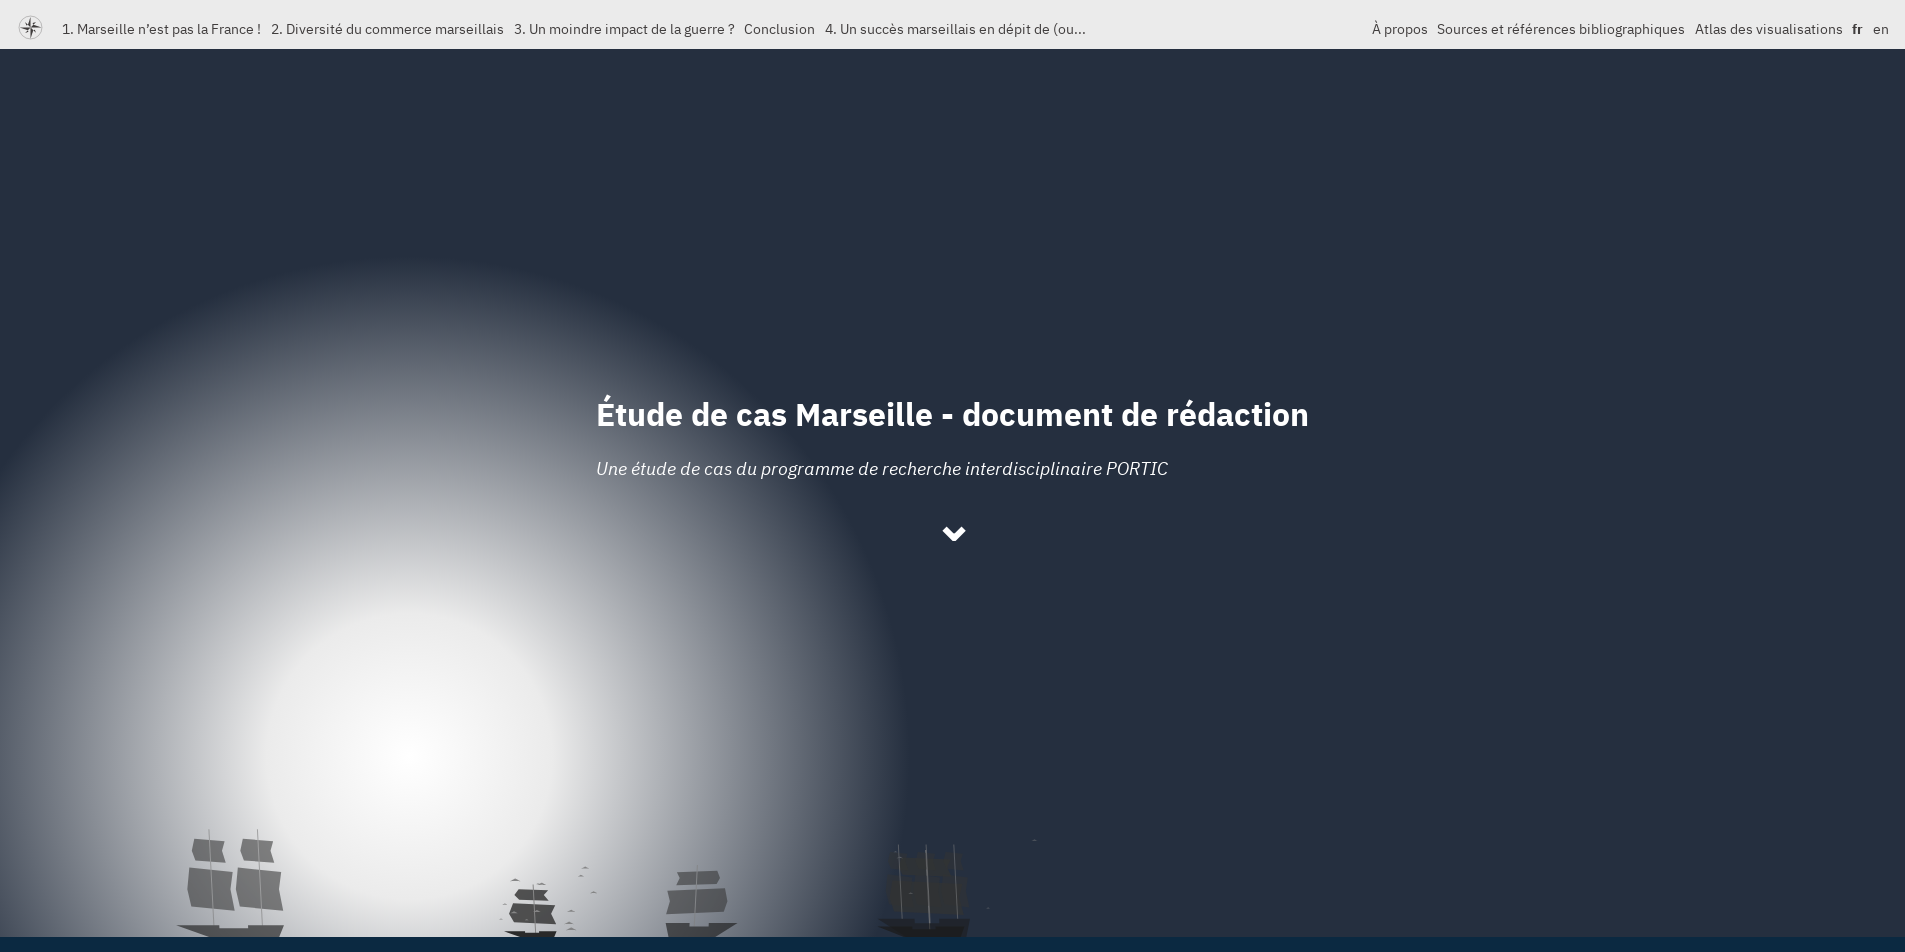 1. Marseille n’est pas la France ! 2. Diversité du commerce marseillais 3. Un moindre impact de la guerre ? Conclusion 4. Un succès marseillais en dépit de (ou... À propos Sources et références bibliographiques Atlas des visualisations fr en
Étude de cas Marseille - document de rédaction
Une étude de cas du programme de recherche interdisciplinaire PORTIC